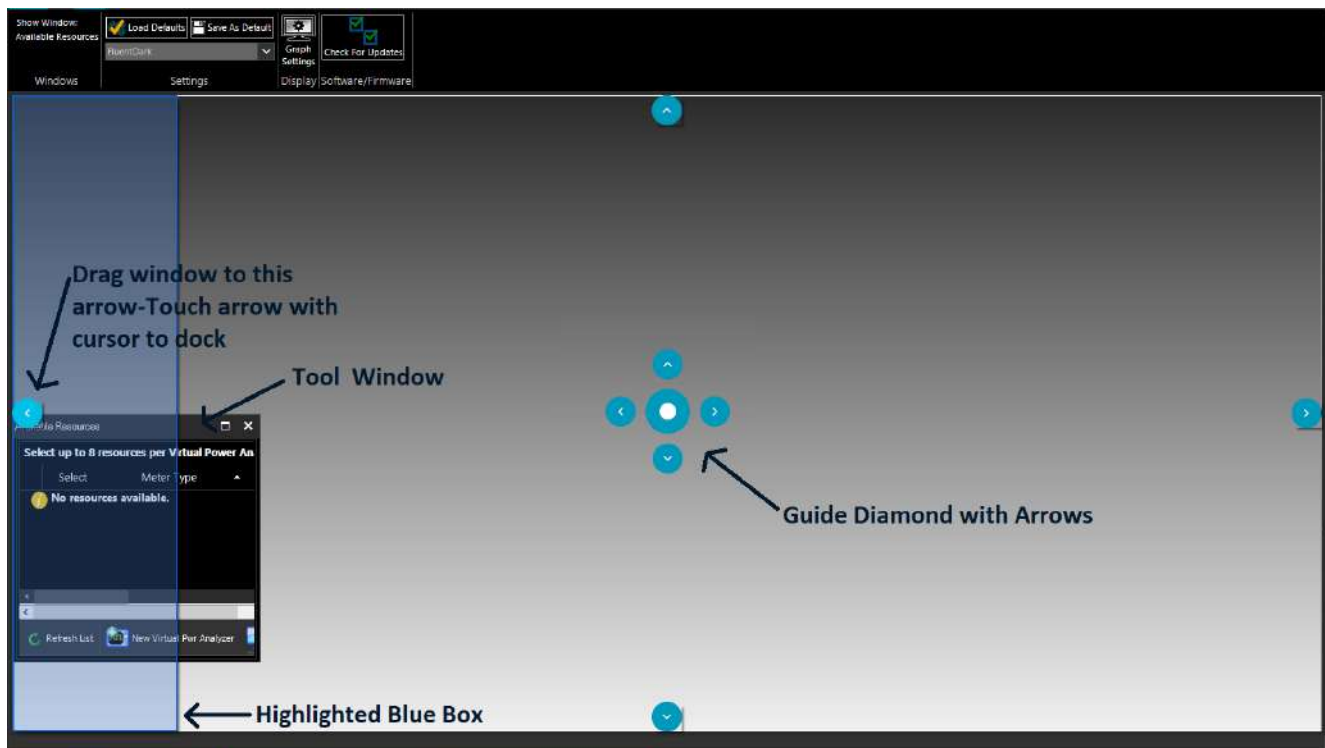 Show Window:
Available Resources
Load Defaults
Save As Default
FluentDark
Graph
Settings
Check For Updates
Windows
Settings
Display
Software/Firmware
Drag window to this
arrow-Touch arrow with
cursor to dock
Tool Window
Resources
Select up to 8 resources per Virtual Power An
Select
Meter Type
No resources available.
Refresh List
New Virtual Pwr Analyzer
Guide Diamond with Arrows
Highlighted Blue Box